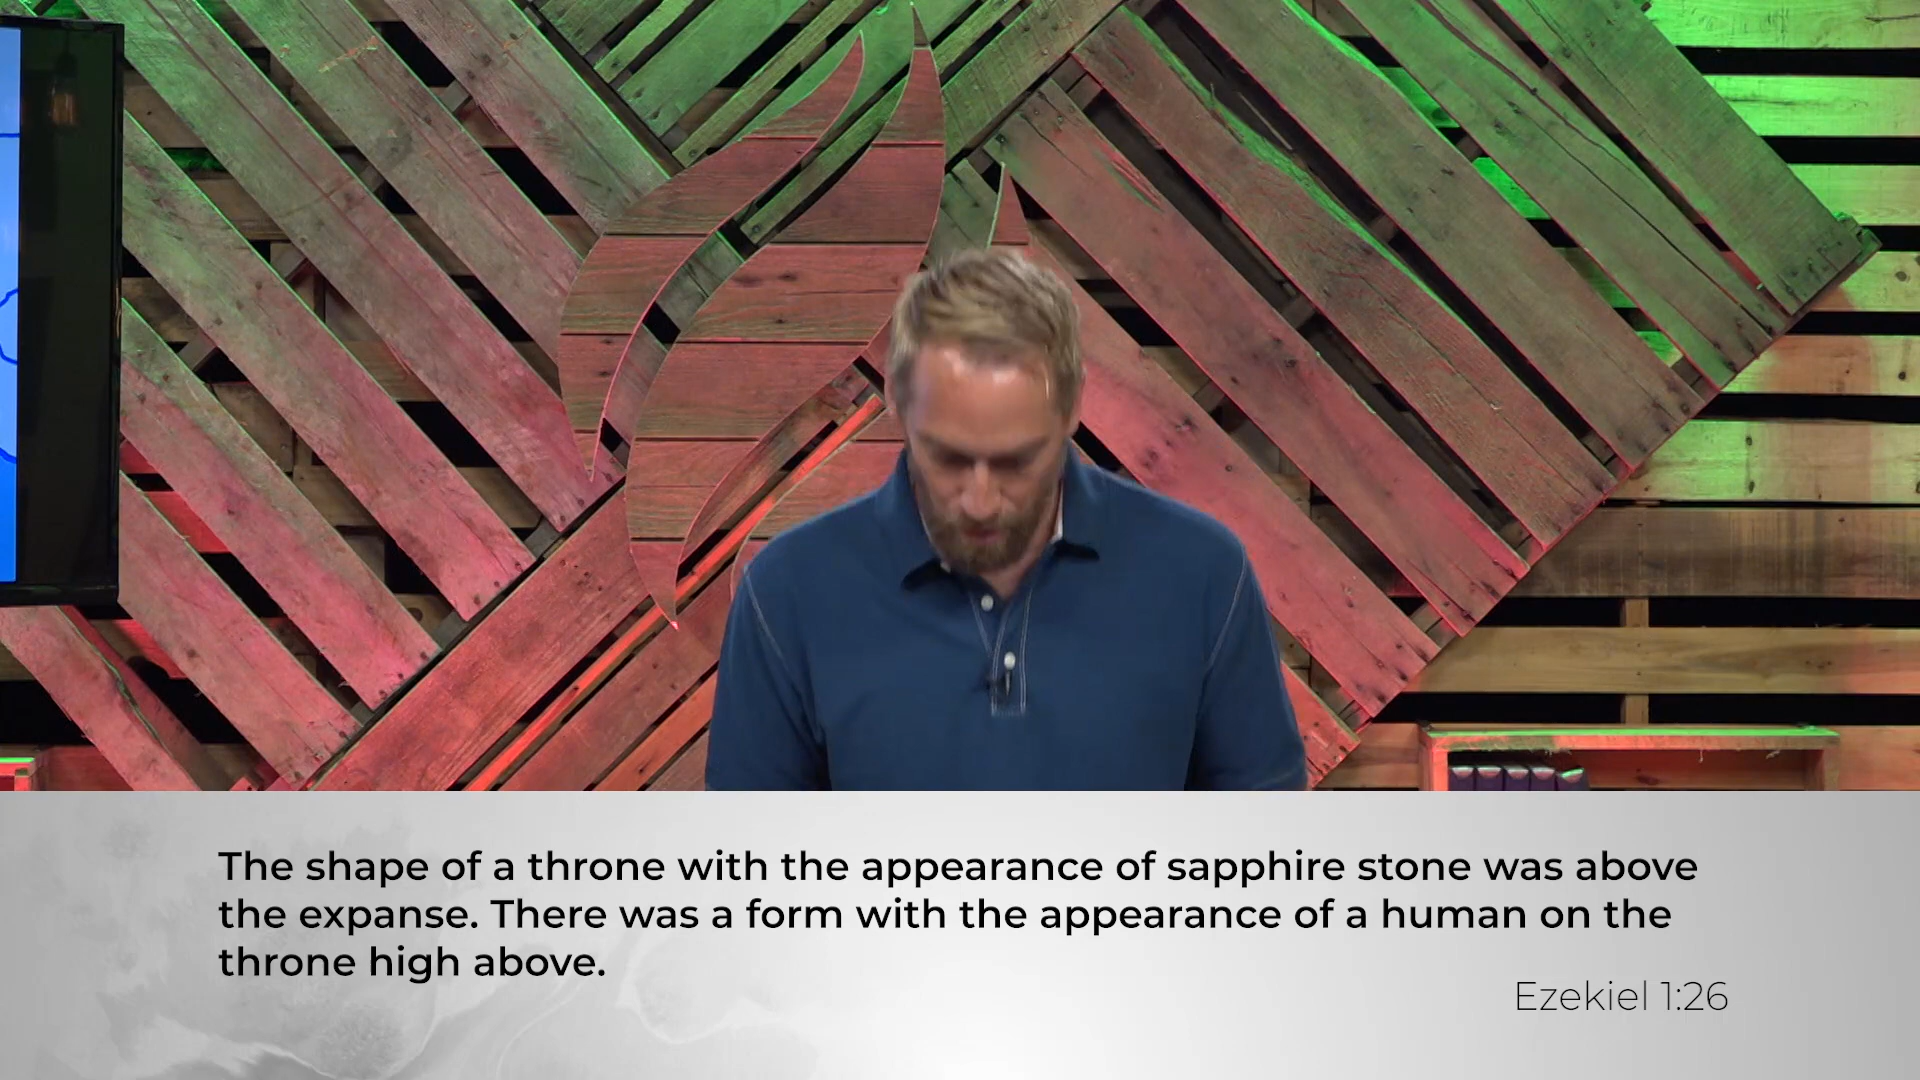 The shape of a throne with the appearance of sapphire stone was above
the expanse. There was a form with the appearance of a human on the
throne high above.
Ezekiel 1:26